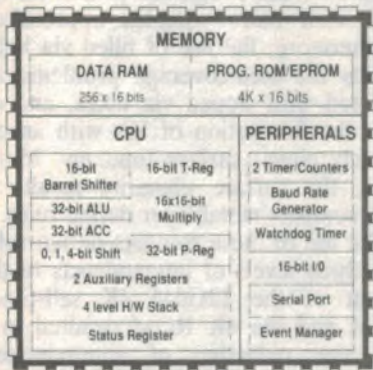 MEMORY
DATA RAM
256 x 16 bits
PROG. ROM/EPROM
4K x 16 bits
CPU
16-bit
Barrel Shifter
32-bit ALU
32-bit ACC
0, 1, 4-bit Shift
16-bit T-Reg
16x16-bit
Multiply
32-bit P-Reg
2 Auxiliary Registers
4 level H/W Stack
Status Register
PERIPHERALS
2 Timer/Counters
Baud Rate
Generator
Watchdog Timer
16-bit I/0
Serial Port
Event Manager